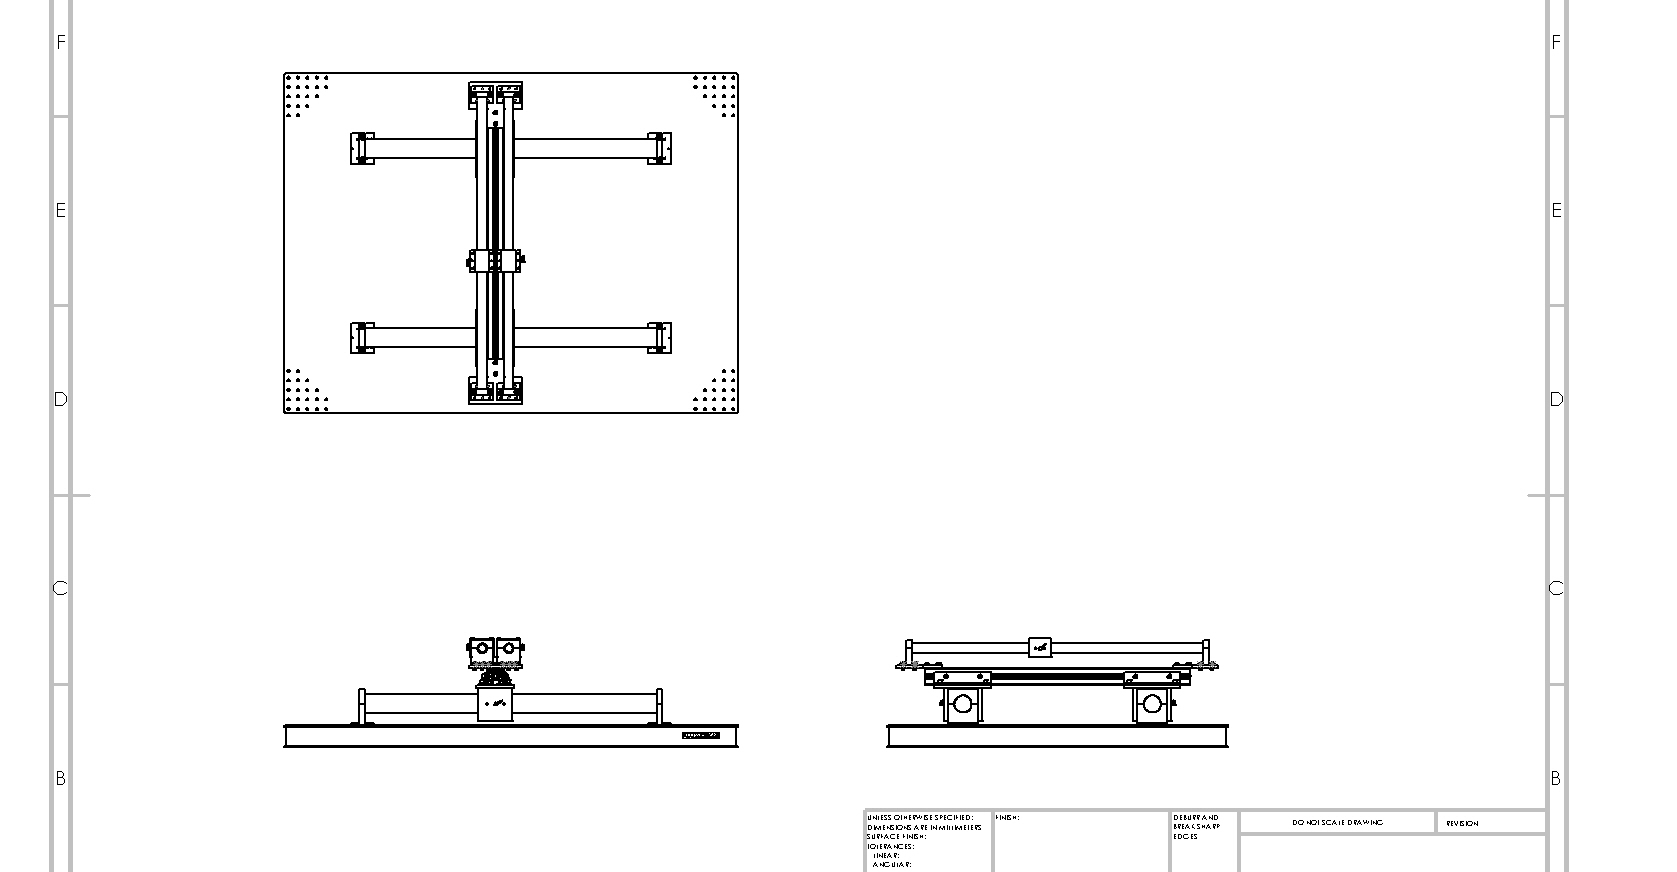 F F
E E
D D
C C
B B
UNLESS OTHERWISE SPECIFIED:
DIMENSIONS ARE IN MILLIMETERS
SURFACE FINISH:
TOLERANCES:
LINEAR:
ANGULAR:
FINISH:
DEBURR AND
BREAK SHARP
EDGES
DO NOT SCALE DRAWING
REVISION